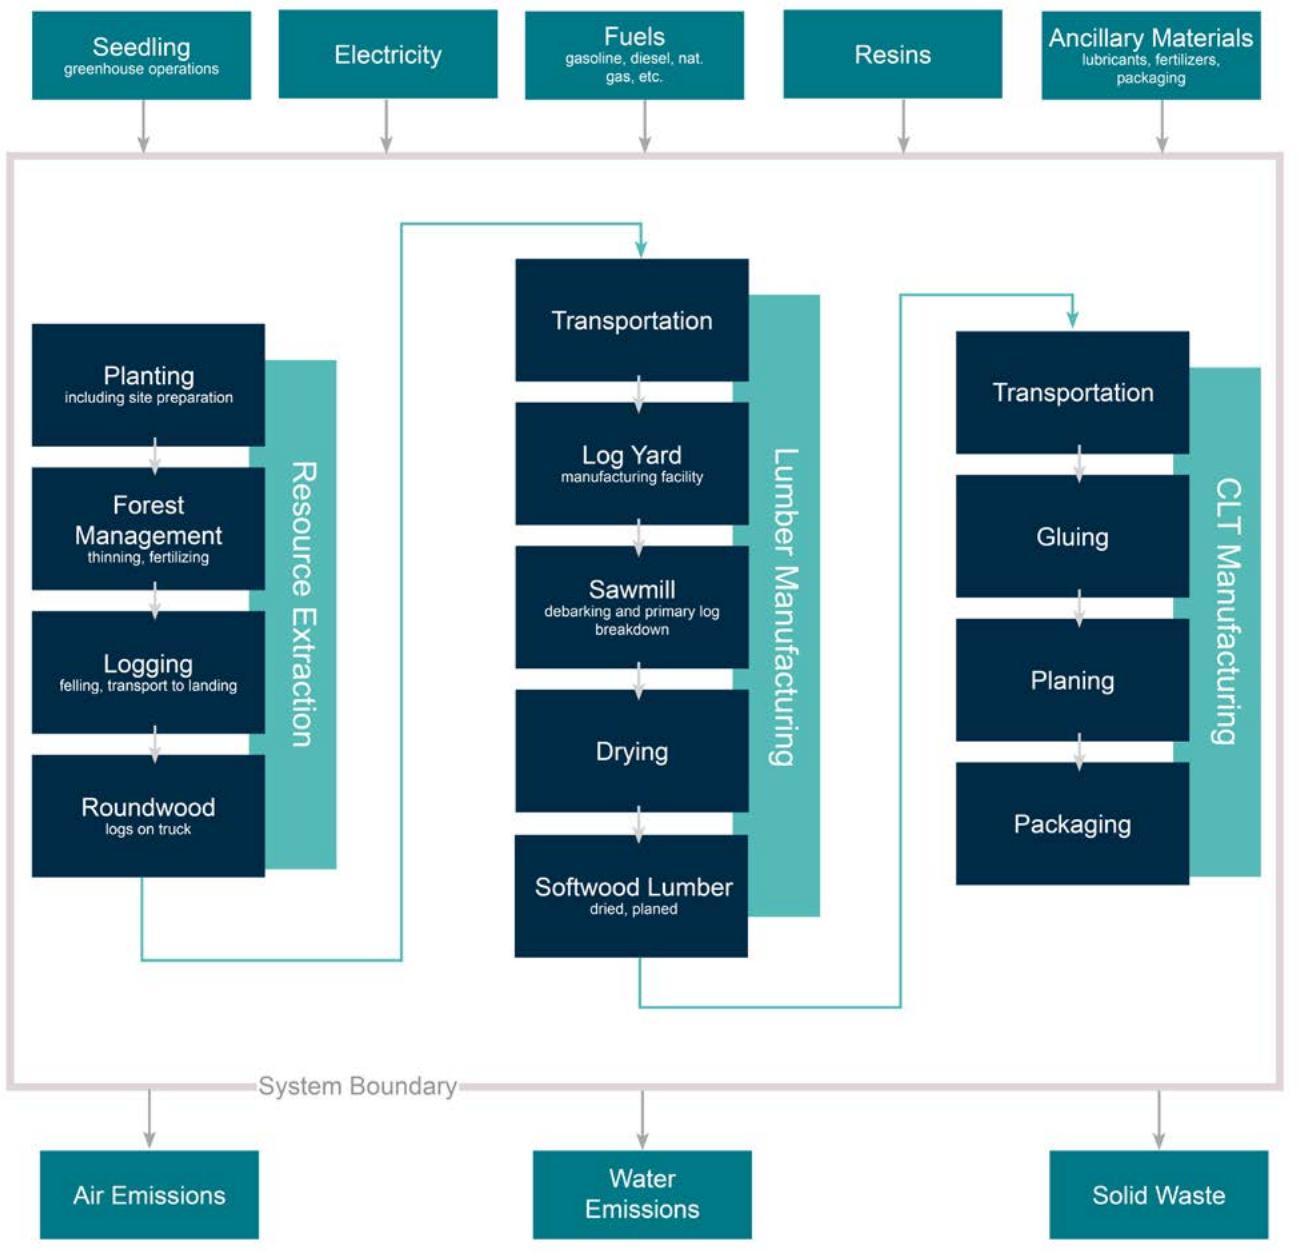 Seedling
greenhouse operations
Electricity
Fuels
gasoline, diesel, nat.
gas, etc.
Resins
Ancillary Materials
lubricants, fertilizers,
packaging
Planting
including site preparation
Forest
Management
thinning, fertilizing
Logging
felling, transport to landing
Roundwood
logs on truck
Resource Extraction
Transportation
Log Yard
manufacturing facility
Sawmill
debarking and primary log
breakdown
Drying
Softwood Lumber
dried, planed
Lumber Manufacturing
Transportation
Gluing
Planing
Packaging
CLT Manufacturing
System Boundary
Air Emissions
Water
Emissions
Solid Waste